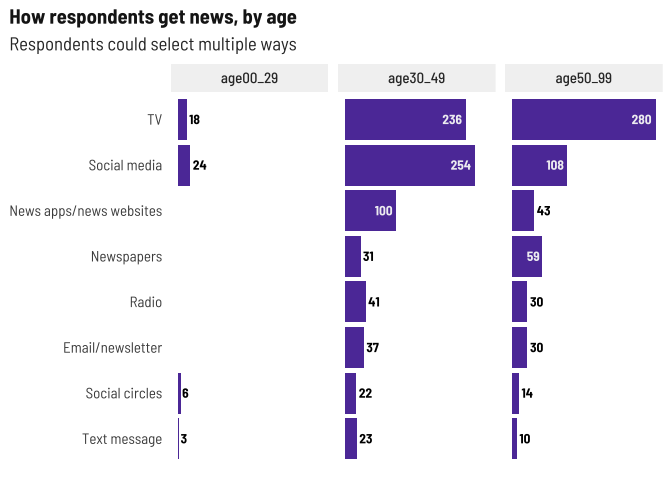 How respondents get news, by age
Respondents could select multiple ways
age00_29 age30_49 age50_99
TV 18 236 280
Social media 24 254 108
News apps/news websites 100 43
Newspapers 31 59
Radio 41 30
Email/newsletter 37 30
Social circles 6 22 14
Text message 3 23 10